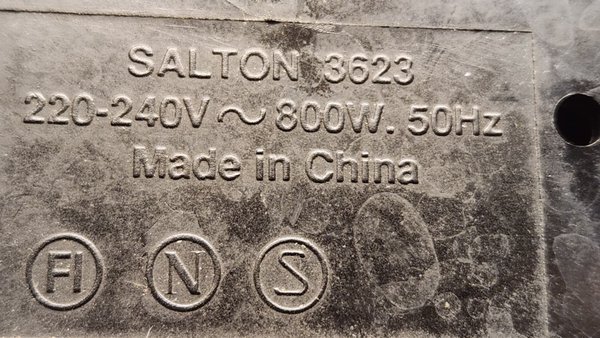 SALTON 3623
220-240V ~ 800W. 50Hz
Made in China
FI N S